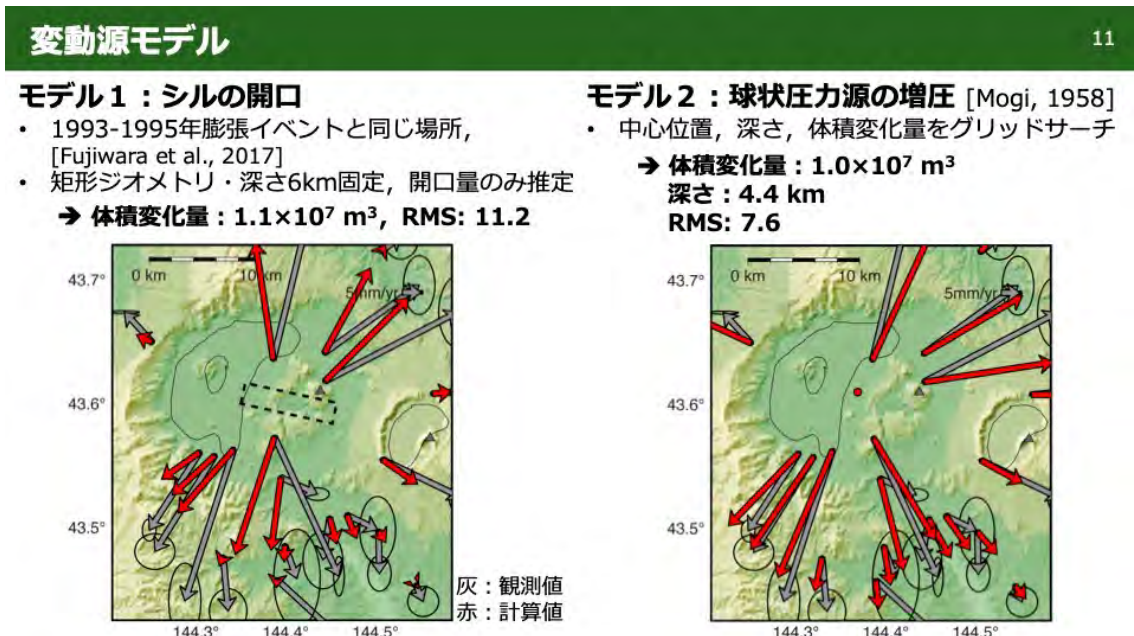 変動源モデル
11
モデル1：シルの開口
• 1993-1995年膨張イベントと同じ場所,
[Fujiwara et al., 2017]
• 矩形ジオメトリ・深さ6km固定，開口量のみ推定
➔ 体積変化量：1.1×10⁷ m³，RMS: 11.2
モデル2：球状圧力源の増圧 [Mogi, 1958]
• 中心位置，深さ，体積変化量をグリッドサーチ
➔ 体積変化量：1.0×10⁷ m³
深さ：4.4 km
RMS: 7.6
0 km
10 km
5mm/yr
43.7°
43.6°
43.5°
144.3°
144.4°
144.5°
灰：観測値
赤：計算値
0 km
10 km
5mm/yr
43.7°
43.6°
43.5°
144.3°
144.4°
144.5°